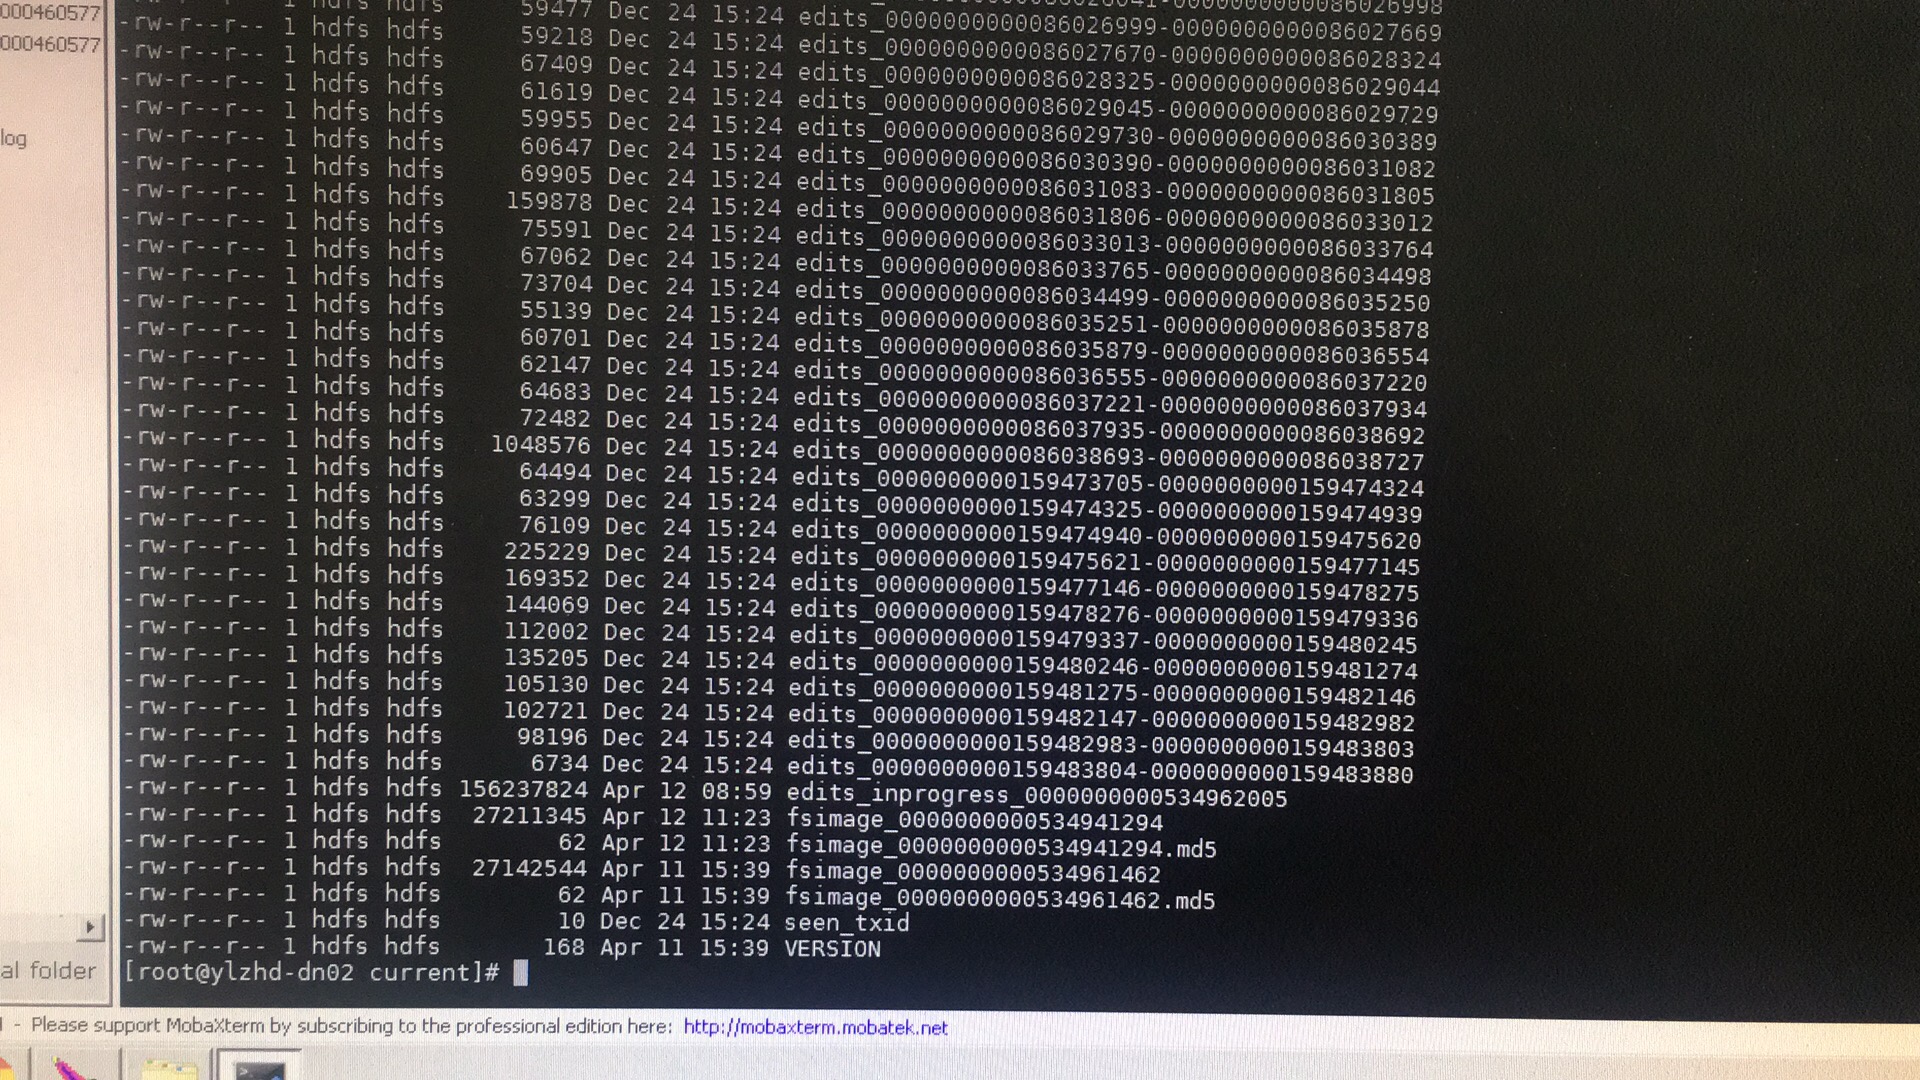 000460577
000460577
log
59477 Dec 24 15:24 edits_0000000000086026999-0000000000086027669
-rw-r--r-- 1 hdfs hdfs 59218 Dec 24 15:24 edits_0000000000086027670-0000000000086028324
-rw-r--r-- 1 hdfs hdfs 67409 Dec 24 15:24 edits_0000000000086028325-0000000000086029044
-rw-r--r-- 1 hdfs hdfs 61619 Dec 24 15:24 edits_0000000000086029045-0000000000086029729
-rw-r--r-- 1 hdfs hdfs 59955 Dec 24 15:24 edits_0000000000086029730-0000000000086030389
-rw-r--r-- 1 hdfs hdfs 60647 Dec 24 15:24 edits_0000000000086030390-0000000000086031082
-rw-r--r-- 1 hdfs hdfs 69905 Dec 24 15:24 edits_0000000000086031083-0000000000086031805
-rw-r--r-- 1 hdfs hdfs 159878 Dec 24 15:24 edits_0000000000086031806-0000000000086033012
-rw-r--r-- 1 hdfs hdfs 75591 Dec 24 15:24 edits_0000000000086033013-0000000000086033764
-rw-r--r-- 1 hdfs hdfs 67062 Dec 24 15:24 edits_0000000000086033765-0000000000086034498
-rw-r--r-- 1 hdfs hdfs 73704 Dec 24 15:24 edits_0000000000086034499-0000000000086035250
-rw-r--r-- 1 hdfs hdfs 55139 Dec 24 15:24 edits_0000000000086035251-0000000000086035878
-rw-r--r-- 1 hdfs hdfs 60701 Dec 24 15:24 edits_0000000000086035879-0000000000086036554
-rw-r--r-- 1 hdfs hdfs 62147 Dec 24 15:24 edits_0000000000086036555-0000000000086037220
-rw-r--r-- 1 hdfs hdfs 64683 Dec 24 15:24 edits_0000000000086037221-0000000000086037934
-rw-r--r-- 1 hdfs hdfs 72482 Dec 24 15:24 edits_0000000000086037935-0000000000086038692
-rw-r--r-- 1 hdfs hdfs 1048576 Dec 24 15:24 edits_0000000000086038693-0000000000086038727
-rw-r--r-- 1 hdfs hdfs 64494 Dec 24 15:24 edits_0000000000159473705-0000000000159474324
-rw-r--r-- 1 hdfs hdfs 63299 Dec 24 15:24 edits_0000000000159474325-0000000000159474939
-rw-r--r-- 1 hdfs hdfs 76109 Dec 24 15:24 edits_0000000000159474940-0000000000159475620
-rw-r--r-- 1 hdfs hdfs 225229 Dec 24 15:24 edits_0000000000159475621-0000000000159477145
-rw-r--r-- 1 hdfs hdfs 169352 Dec 24 15:24 edits_0000000000159477146-0000000000159478275
-rw-r--r-- 1 hdfs hdfs 144069 Dec 24 15:24 edits_0000000000159478276-0000000000159479336
-rw-r--r-- 1 hdfs hdfs 112002 Dec 24 15:24 edits_0000000000159479337-0000000000159480245
-rw-r--r-- 1 hdfs hdfs 135205 Dec 24 15:24 edits_0000000000159480246-0000000000159481274
-rw-r--r-- 1 hdfs hdfs 105130 Dec 24 15:24 edits_0000000000159481275-0000000000159482146
-rw-r--r-- 1 hdfs hdfs 102721 Dec 24 15:24 edits_0000000000159482147-0000000000159482982
-rw-r--r-- 1 hdfs hdfs 98196 Dec 24 15:24 edits_0000000000159482983-0000000000159483803
-rw-r--r-- 1 hdfs hdfs 6734 Dec 24 15:24 edits_0000000000159483804-0000000000159483880
-rw-r--r-- 1 hdfs hdfs 156237824 Apr 12 08:59 edits_inprogress_0000000000534962005
-rw-r--r-- 1 hdfs hdfs 27211345 Apr 12 11:23 fsimage_0000000000534941294
-rw-r--r-- 1 hdfs hdfs 62 Apr 12 11:23 fsimage_0000000000534941294.md5
-rw-r--r-- 1 hdfs hdfs 27142544 Apr 11 15:39 fsimage_0000000000534961462
-rw-r--r-- 1 hdfs hdfs 62 Apr 11 15:39 fsimage_0000000000534961462.md5
-rw-r--r-- 1 hdfs hdfs 10 Dec 24 15:24 seen_txid
-rw-r--r-- 1 hdfs hdfs 168 Apr 11 15:39 VERSION
[root@ylzhd-dn02 current]#
al folder
- Please support MobaXterm by subscribing to the professional edition here: http://mobaxterm.mobatek.net